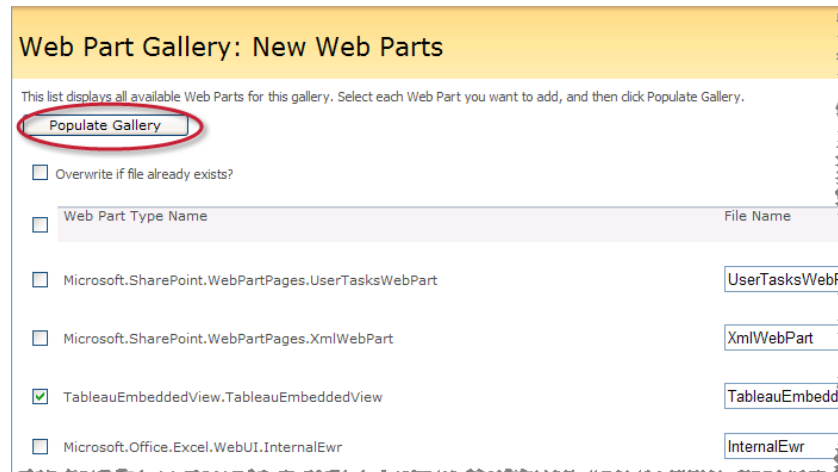 Web Part Gallery: New Web Parts
This list displays all available Web Parts for this gallery. Select each Web Part you want to add, and then click Populate Gallery.
Populate Gallery
Overwrite if file already exists?
Web Part Type Name File Name
Microsoft.SharePoint.WebPartPages.UserTasksWebPart UserTasksWebP
Microsoft.SharePoint.WebPartPages.XmlWebPart XmlWebPart
TableauEmbeddedView.TableauEmbeddedView TableauEmbedd
Microsoft.Office.Excel.WebUI.InternalEwr InternalEwr